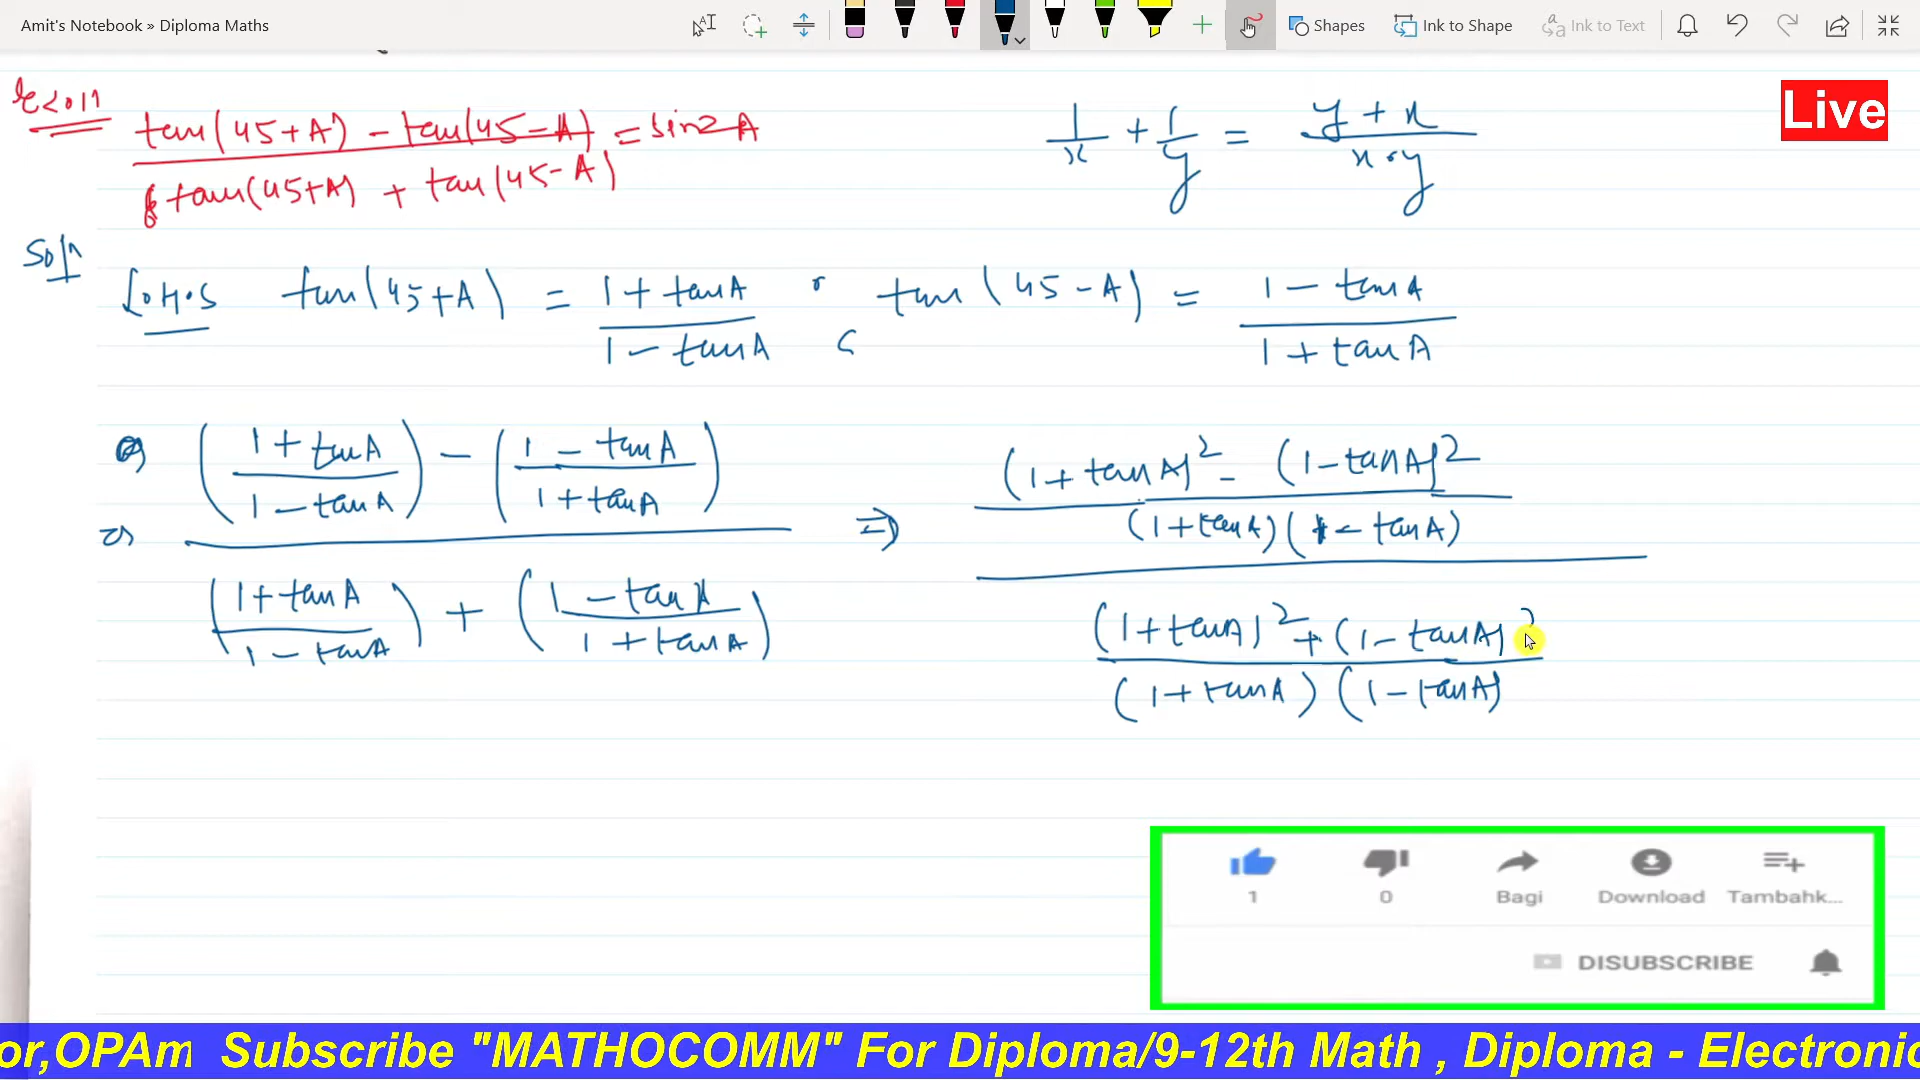 Amit's Notebook » Diploma Maths
Shapes
Ink to Shape
Ink to Text
Live
tan(45+A) - tan(45-A) = sin2A
tan(45+A) + tan(45-A)
1/x + 1/y = y + x / x.y
Sol^n
L.H.S tan(45+A) = 1 + tanA / 1 - tanA , tan(45-A) = 1 - tanA / 1 + tanA
(1 + tanA / 1 - tanA) - (1 - tanA / 1 + tanA)
(1 + tanA / 1 - tanA) + (1 - tanA / 1 + tanA)
⇒ (1 + tanA)² - (1 - tanA)²
(1 + tanA)(1 - tanA)
(1 + tanA)² + (1 - tanA)²
(1 + tanA)(1 - tanA)
1 0 Bagi Download Tambahk...
DISUBSCRIBE
or,OPAm Subscribe "MATHOCOMM" For Diploma/9-12th Math , Diploma - Electronic